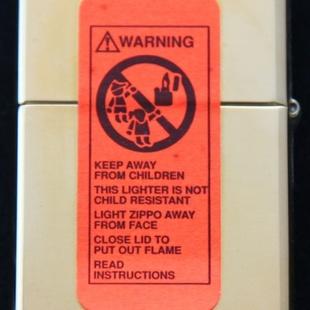 WARNING
KEEP AWAY
FROM CHILDREN
THIS LIGHTER IS NOT
CHILD RESISTANT
LIGHT ZIPPO AWAY
FROM FACE
CLOSE LID TO
PUT OUT FLAME
READ
INSTRUCTIONS